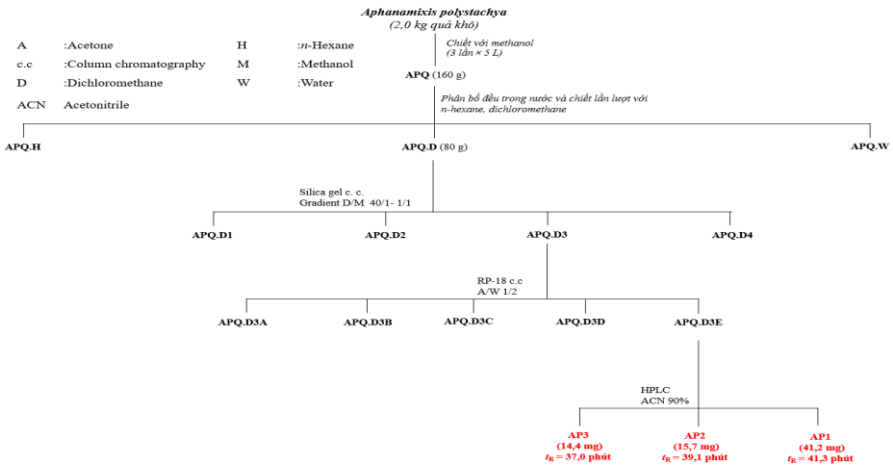 Aphanamixis polystachya
(2,0 kg quả khô)
A :Acetone H :n-Hexane
c.c :Column chromatography M :Methanol
D :Dichloromethane W :Water
ACN Acetonitrile
Chiết với methanol
(3 lần × 5 L)
APQ (160 g)
Phân bố đều trong nước và chiết lần lượt với
n-hexane, dichloromethane
APQ.H APQ.D (80 g) APQ.W
Silica gel c. c.
Gradient D/M 40/1- 1/1
APQ.D1 APQ.D2 APQ.D3 APQ.D4
RP-18 c.c
A/W 1/2
APQ.D3A APQ.D3B APQ.D3C APQ.D3D APQ.D3E
HPLC
ACN 90%
AP3 AP2 AP1
(14,4 mg) (15,7 mg) (41,2 mg)
tR = 37,0 phút tR = 39,1 phút tR = 41,3 phút